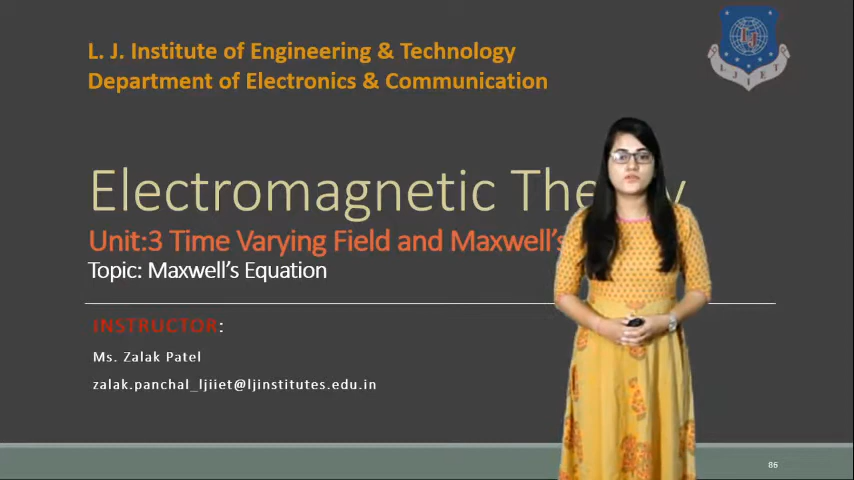 L. J. Institute of Engineering & Technology
Department of Electronics & Communication
LJIET
Electromagnetic
Unit:3 Time Varying Field and Maxwell's
Topic: Maxwell's Equation
INSTRUCTOR:
Ms. Zalak Patel
zalak.panchal_ljiiet@ljinstitutes.edu.in
86